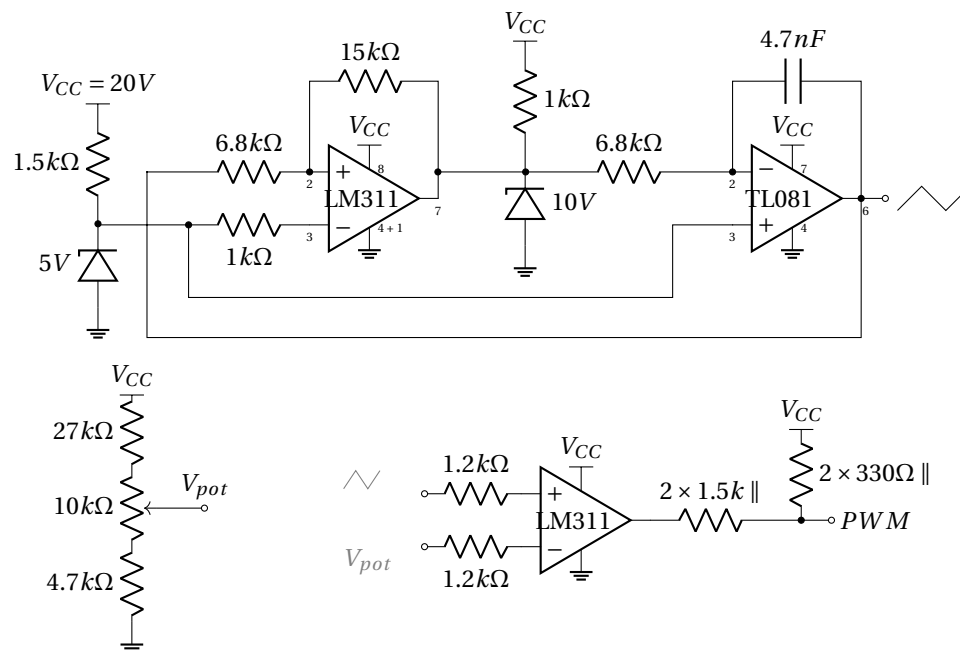 V_CC
4.7nF
15kΩ
V_CC = 20V
1kΩ
V_CC
V_CC
1.5kΩ
6.8kΩ
6.8kΩ
+
8
−
7
2
LM311
2
TL081
7
10V
6
−
4+1
+
4
3
3
5V
1kΩ
V_CC
V_CC
27kΩ
V_CC
1.2kΩ
2 × 330Ω ∥
V_pot
2 × 1.5k ∥
10kΩ
+
LM311
PWM
V_pot
−
4.7kΩ
1.2kΩ